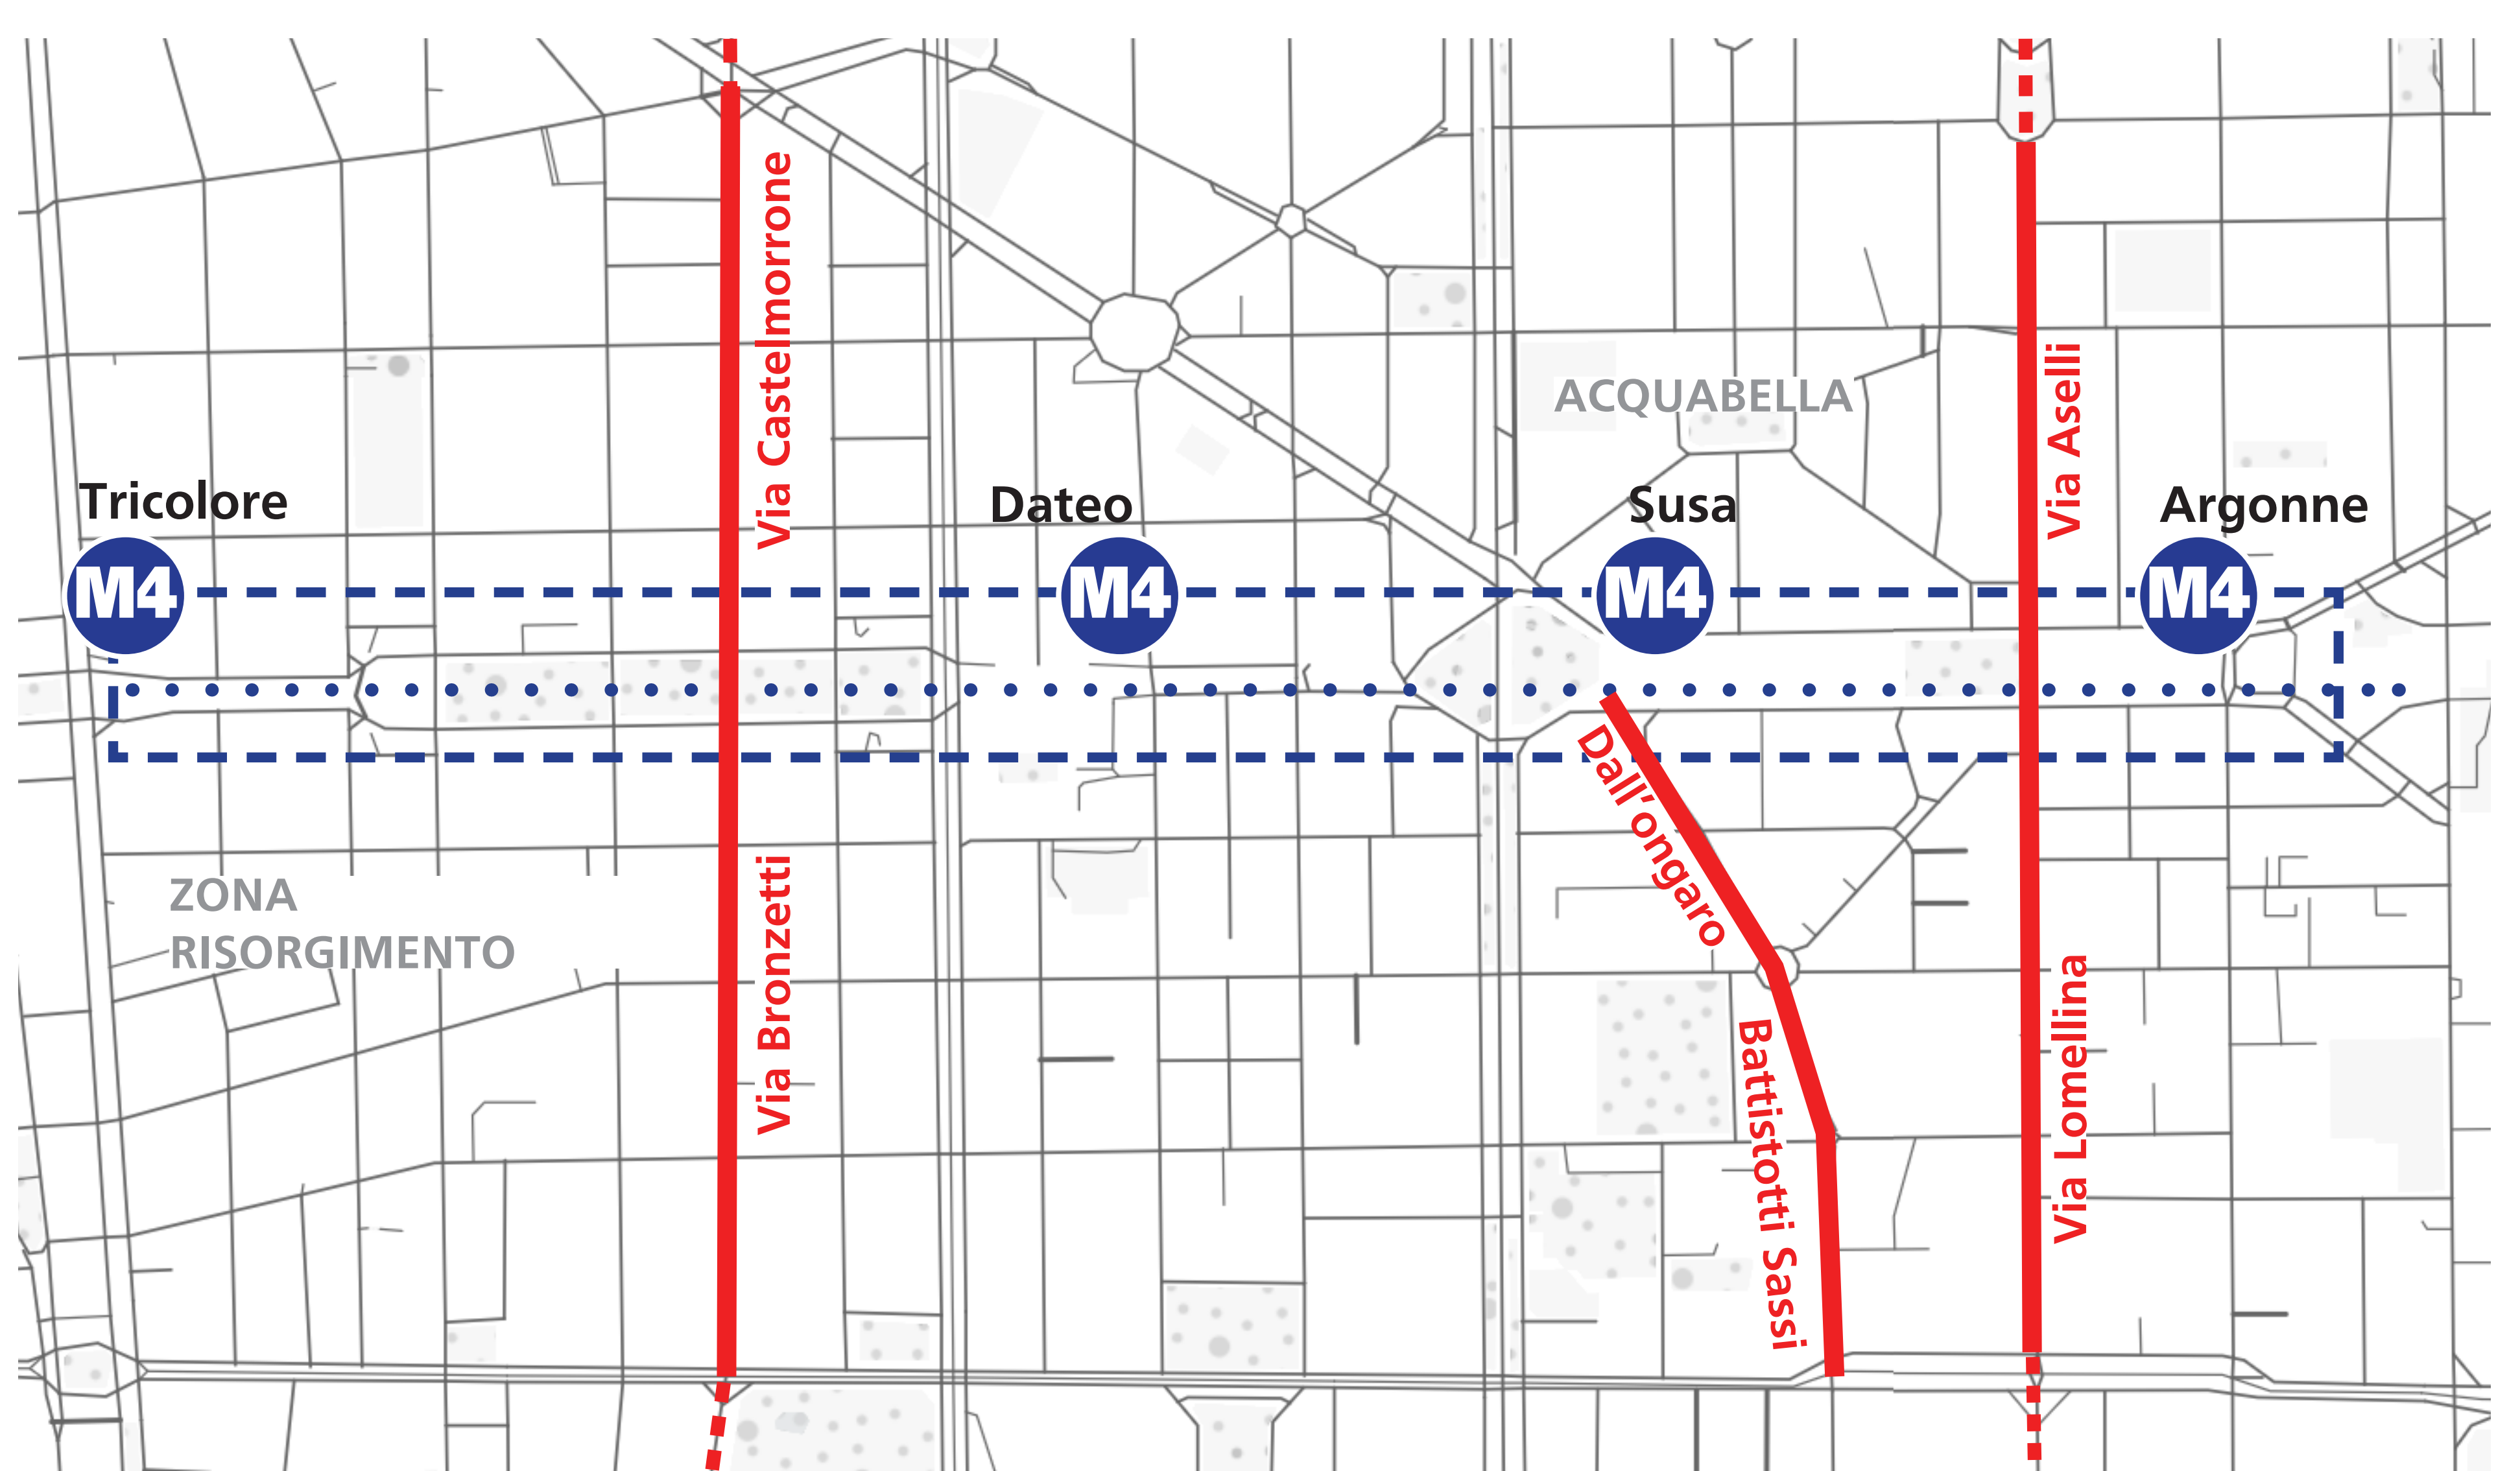 Via Castelmorrone
Via Aselli
ACQUABELLA
Tricolore
Dateo
Susa
Argonne
M4
M4
M4
M4
Dall’ongaro
Via Bronzetti
ZONA
RISORGIMENTO
Via Lomellina
Battistotti Sassi